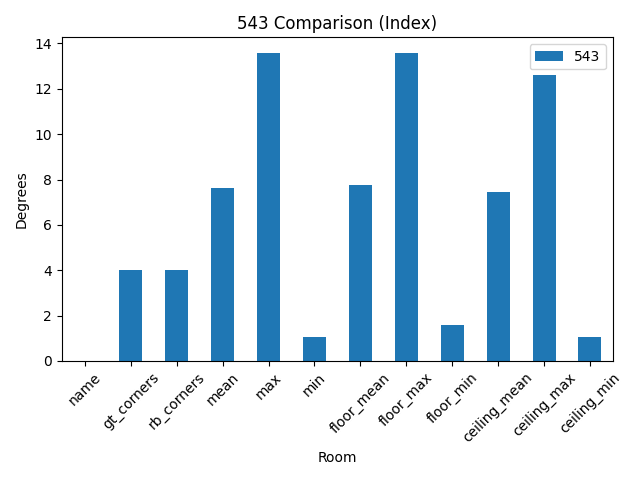 543 Comparison (Index)
543
Degrees
14
12
10
8
6
4
2
0
name
gt_corners
rb_corners
mean
max
min
floor_mean
floor_max
floor_min
ceiling_mean
ceiling_max
ceiling_min
Room